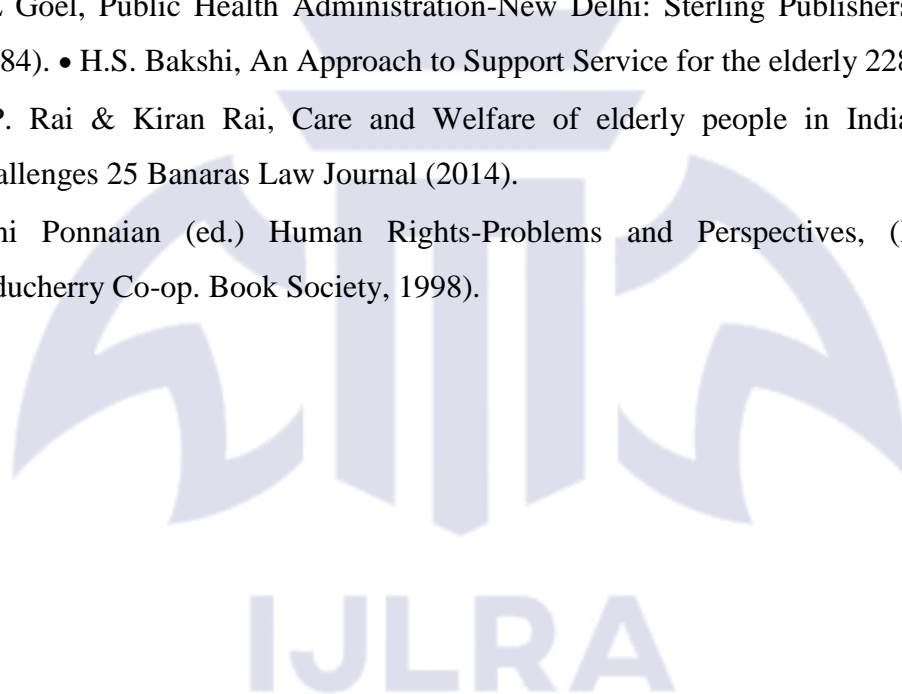 Goel, Public Health Administration-New Delhi: Sterling Publishers
84). • H.S. Bakshi, An Approach to Support Service for the elderly 228
P. Rai & Kiran Rai, Care and Welfare of elderly people in India
allenges 25 Banaras Law Journal (2014).
ni Ponnaian (ed.) Human Rights-Problems and Perspectives, (
ducherry Co-op. Book Society, 1998).
IJLRA